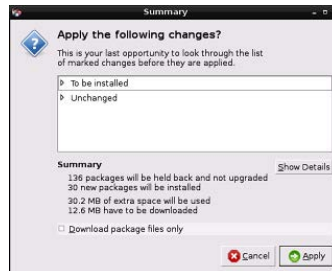 Summary
Apply the following changes?
This is your last opportunity to look through the list
of marked changes before they are applied.
To be installed
Unchanged
Summary
Show Details
136 packages will be held back and not upgraded
30 new packages will be installed
30.2 MB of extra space will be used
12.6 MB have to be downloaded
Download package files only
Cancel
Apply